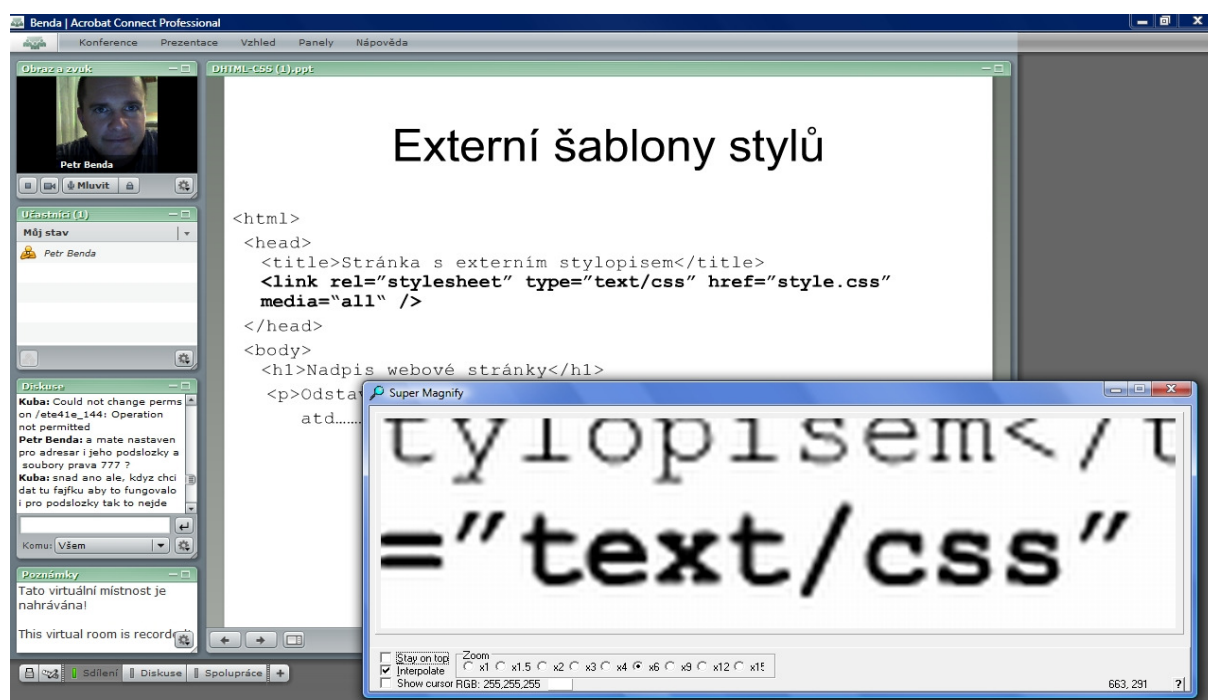 Benda | Acrobat Connect Professional
Konference Prezentace Vzhled Panely Nápověda
Obraz a zvuk
Petr Benda
Mluvit
Účastníci (1)
Můj stav
Petr Benda
Diskuse
Kuba: Could not change perms
on /ete41e_144: Operation
not permitted
Petr Benda: a mate nastaven
pro adresar i jeho podslozky a
soubory prava 777 ?
Kuba: snad ano ale, kdyz chci
dat tu fajfku aby to fungovalo
i pro podslozky tak to nejde
Komu: Všem
Poznámky
Tato virtuální místnost je
nahrávána!
This virtual room is recorded
Sdílení Diskuse Spolupráce +
DHTML-CSS (1).ppt
Externí šablony stylů
<html>
<head>
<title>Stránka s externím stylopisem</title>
<link rel=”stylesheet” type=”text/css” href=”style.css”
media=“all“ />
</head>
<body>
<h1>Nadpis webové stránky</h1>
<p>Odstav
atd……
Super Magnify
tylopisem</t
=”text/css”
Stay on top
Interpolate
Show cursor
Zoom
x1 x1.5 x2 x3 x4 x6 x9 x12 x15
RGB: 255,255,255
663, 291 ?